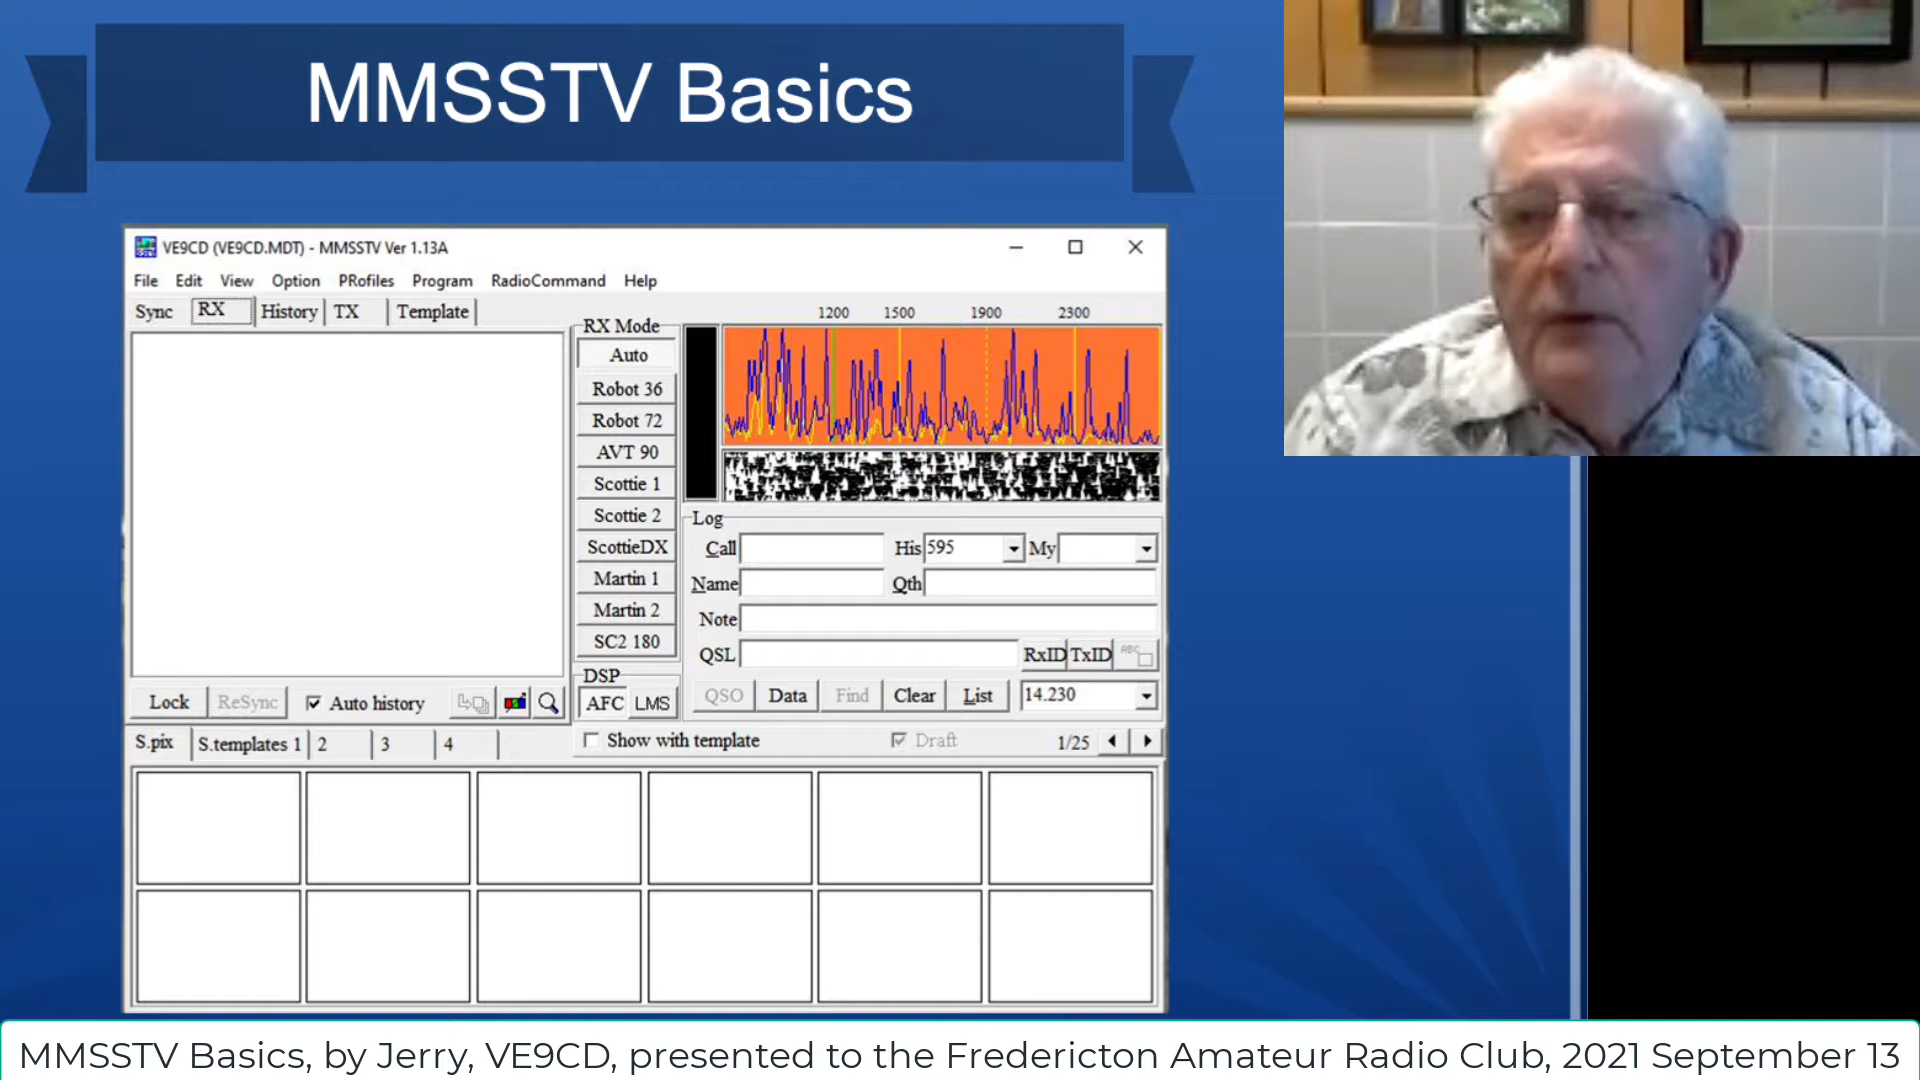 MMSSTV Basics
VE9CD (VE9CD.MDT) - MMSSTV Ver 1.13A
File Edit View Option PRofiles Program RadioCommand Help
Sync RX History TX Template
RX Mode
Auto
Robot 36
Robot 72
AVT 90
Scottie 1
Scottie 2
ScottieDX
Martin 1
Martin 2
SC2 180
DSP
AFC LMS
1200 1500 1900 2300
Log
Call His 595 My
Name Qth
Note
QSL RxID TxID ABC
QSO Data Find Clear List 14.230
Lock ReSync Auto history
S.pix S.templates 1 2 3 4 Show with template Draft 1/25
MMSSTV Basics, by Jerry, VE9CD, presented to the Fredericton Amateur Radio Club, 2021 September 13